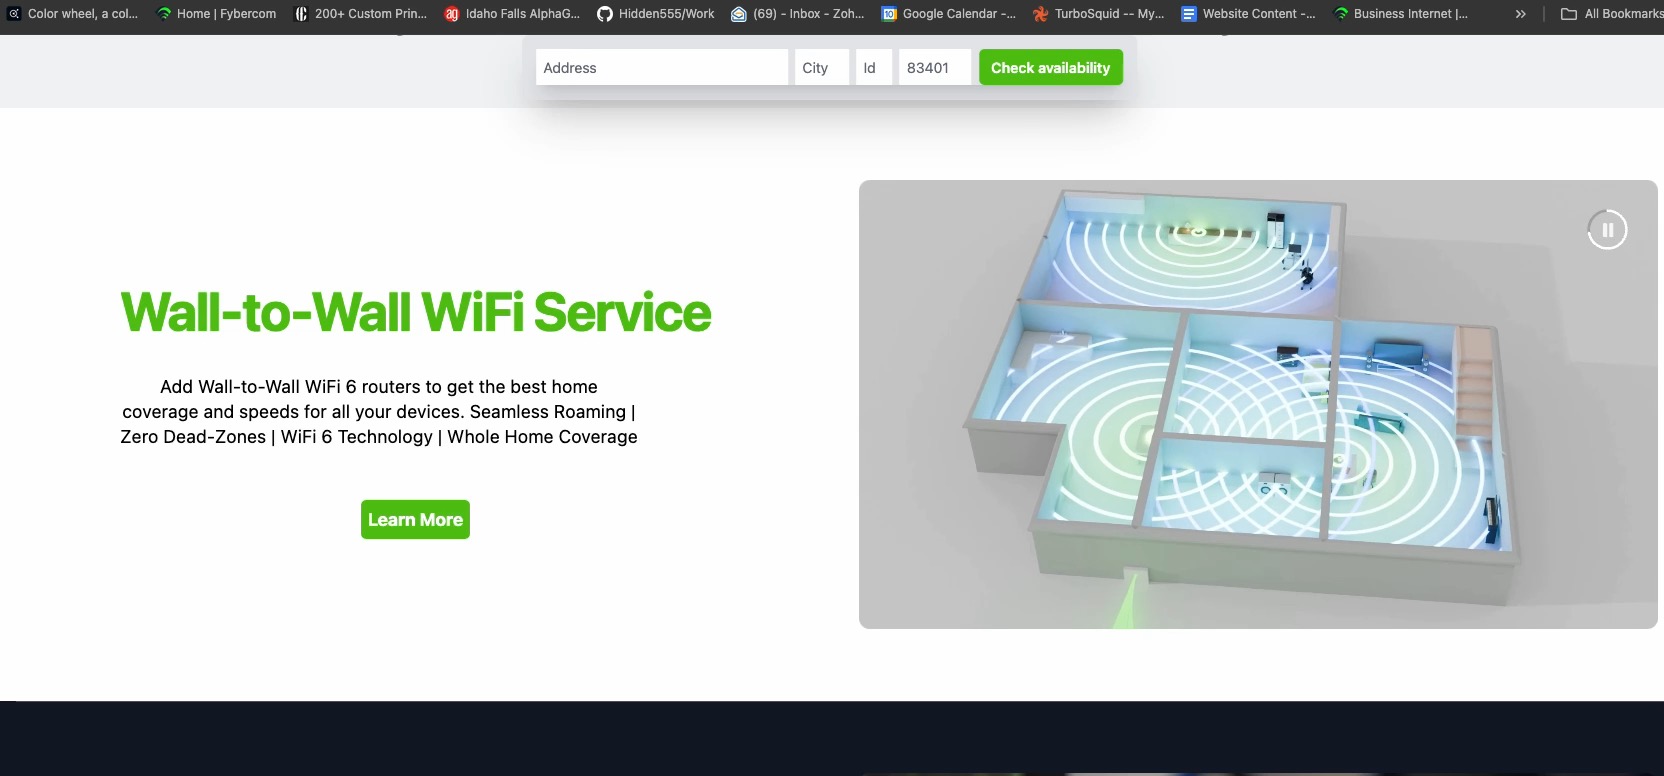 Color wheel, a col...
Home | Fybercom
200+ Custom Prin...
ag
Idaho Falls AlphaG...
Hidden555/Work
(69) - Inbox - Zoh...
10
Google Calendar -...
TurboSquid -- My...
Website Content -...
Business Internet |...
All Bookmarks
Address
City
Id
83401
Check availability
Wall-to-Wall WiFi Service
Add Wall-to-Wall WiFi 6 routers to get the best home
coverage and speeds for all your devices. Seamless Roaming |
Zero Dead-Zones | WiFi 6 Technology | Whole Home Coverage
Learn More